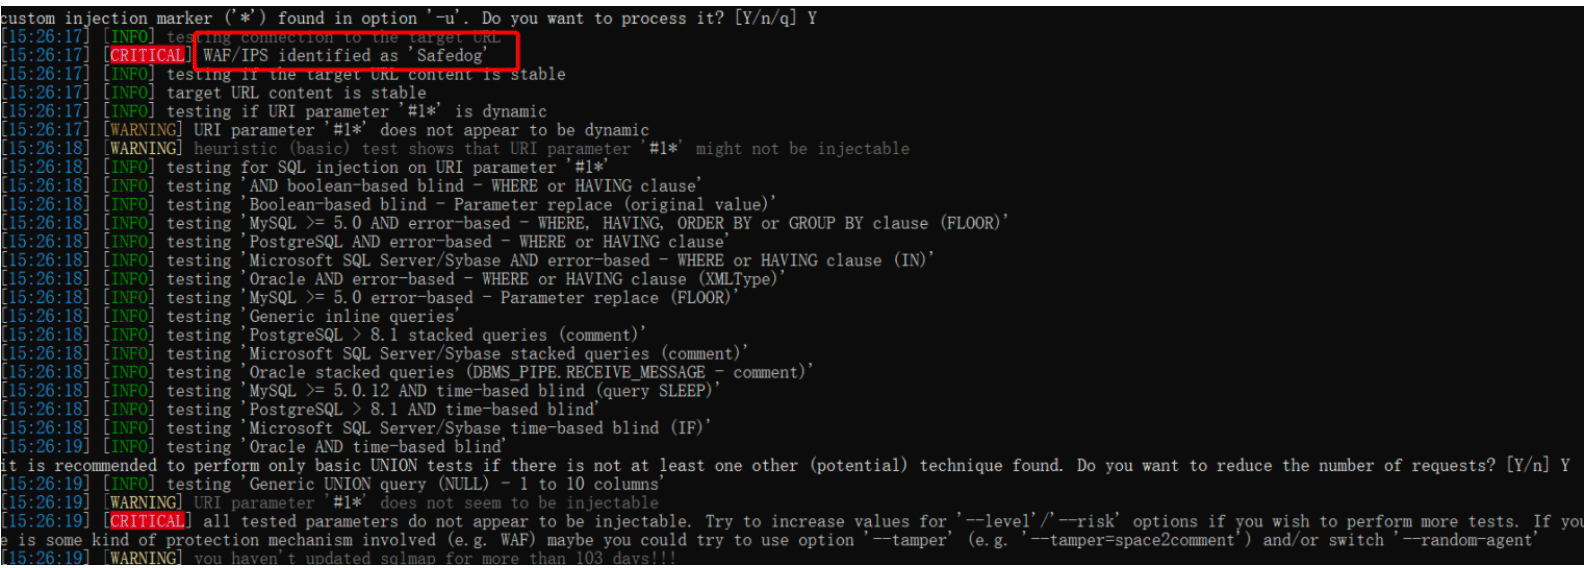 custom injection marker ('*') found in option '-u'. Do you want to process it? [Y/n/q] Y
[15:26:17] [INFO] testing connection to the target URL
[15:26:17] [CRITICAL] WAF/IPS identified as 'Safedog'
[15:26:17] [INFO] testing if the target URL content is stable
[15:26:17] [INFO] target URL content is stable
[15:26:17] [INFO] testing if URI parameter '#1*' is dynamic
[15:26:17] [WARNING] URI parameter '#1*' does not appear to be dynamic
[15:26:18] [WARNING] heuristic (basic) test shows that URI parameter '#1*' might not be injectable
[15:26:18] [INFO] testing for SQL injection on URI parameter '#1*'
[15:26:18] [INFO] testing 'AND boolean-based blind - WHERE or HAVING clause'
[15:26:18] [INFO] testing 'Boolean-based blind - Parameter replace (original value)'
[15:26:18] [INFO] testing 'MySQL >= 5.0 AND error-based - WHERE, HAVING, ORDER BY or GROUP BY clause (FLOOR)'
[15:26:18] [INFO] testing 'PostgreSQL AND error-based - WHERE or HAVING clause'
[15:26:18] [INFO] testing 'Microsoft SQL Server/Sybase AND error-based - WHERE or HAVING clause (IN)'
[15:26:18] [INFO] testing 'Oracle AND error-based - WHERE or HAVING clause (XMLType)'
[15:26:18] [INFO] testing 'MySQL >= 5.0 error-based - Parameter replace (FLOOR)'
[15:26:18] [INFO] testing 'Generic inline queries'
[15:26:18] [INFO] testing 'PostgreSQL > 8.1 stacked queries (comment)'
[15:26:18] [INFO] testing 'Microsoft SQL Server/Sybase stacked queries (comment)'
[15:26:18] [INFO] testing 'Oracle stacked queries (DBMS_PIPE.RECEIVE_MESSAGE - comment)'
[15:26:18] [INFO] testing 'MySQL >= 5.0.12 AND time-based blind (query SLEEP)'
[15:26:18] [INFO] testing 'PostgreSQL > 8.1 AND time-based blind'
[15:26:18] [INFO] testing 'Microsoft SQL Server/Sybase time-based blind (IF)'
[15:26:19] [INFO] testing 'Oracle AND time-based blind'
it is recommended to perform only basic UNION tests if there is not at least one other (potential) technique found. Do you want to reduce the number of requests? [Y/n] Y
[15:26:19] [INFO] testing 'Generic UNION query (NULL) - 1 to 10 columns'
[15:26:19] [WARNING] URI parameter '#1*' does not seem to be injectable
[15:26:19] [CRITICAL] all tested parameters do not appear to be injectable. Try to increase values for '--level'/'--risk' options if you wish to perform more tests. If you
e is some kind of protection mechanism involved (e.g. WAF) maybe you could try to use option '--tamper' (e.g. '--tamper=space2comment') and/or switch '--random-agent'
[15:26:19] [WARNING] you haven't updated sqlmap for more than 103 days!!!